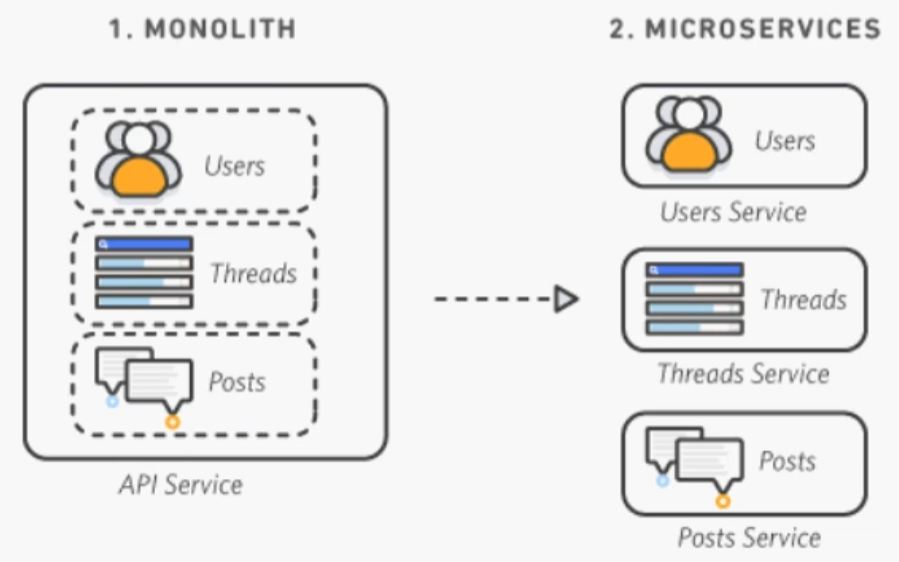 1. MONOLITH
Users
Threads
Posts
API Service
2. MICROSERVICES
Users
Users Service
Threads
Threads Service
Posts
Posts Service